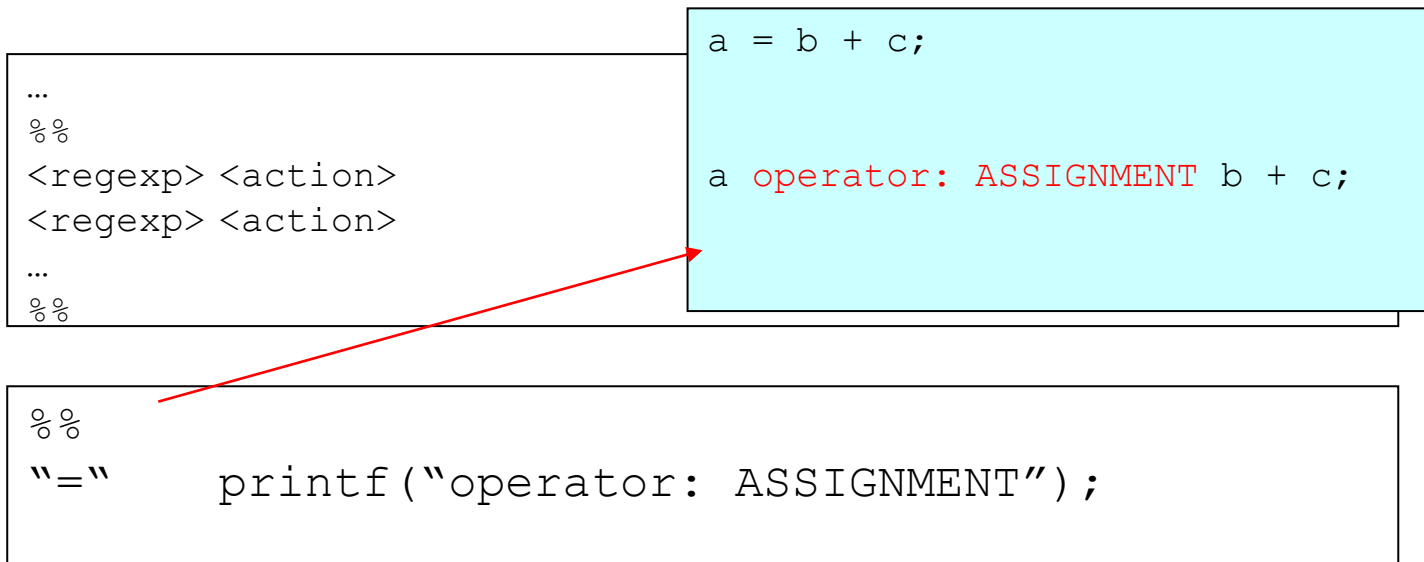 …
%%
<regexp> <action>
<regexp> <action>
…
%%
a = b + c;
a operator: ASSIGNMENT b + c;
%%
“=“ printf(“operator: ASSIGNMENT”);